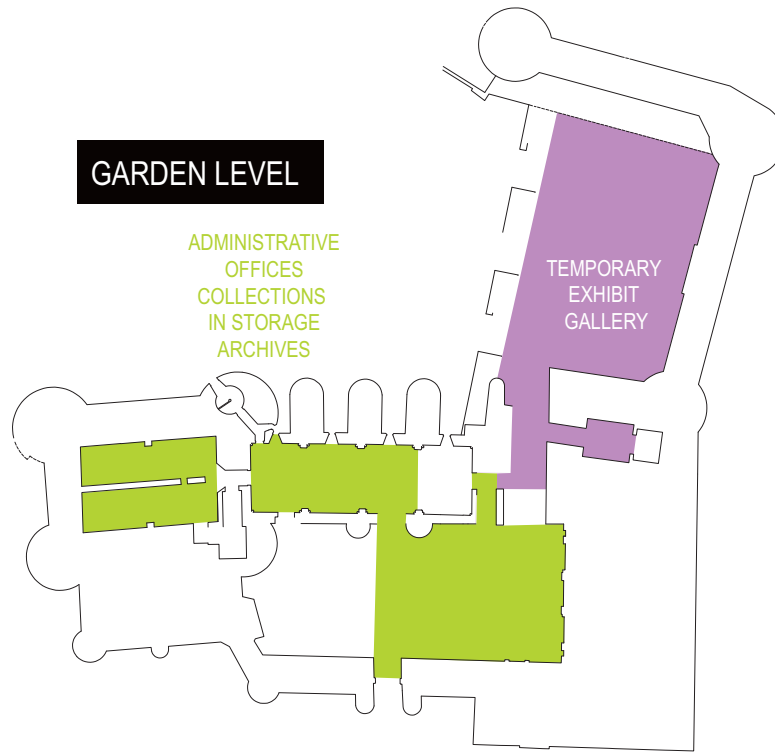 GARDEN LEVEL
ADMINISTRATIVE
OFFICES
COLLECTIONS
IN STORAGE
ARCHIVES
TEMPORARY
EXHIBIT
GALLERY